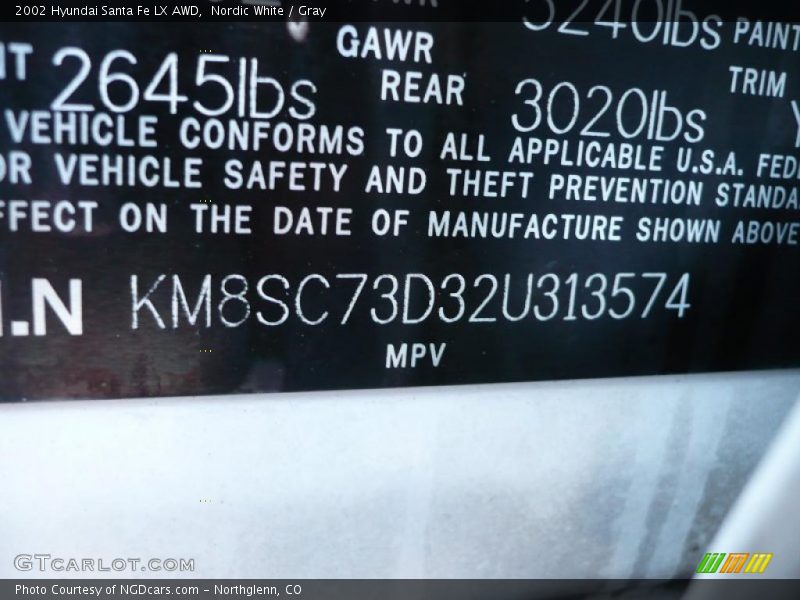 2002 Hyundai Santa Fe LX AWD, Nordic White / Gray
5240lbs PAINT
GAWR
2645lbs REAR 3020lbs TRIM
VEHICLE CONFORMS TO ALL APPLICABLE U.S.A. FED
OR VEHICLE SAFETY AND THEFT PREVENTION STANDA
FFECT ON THE DATE OF MANUFACTURE SHOWN ABOVE
I.N KM8SC73D32U313574
MPV
GTcarlot.com
Photo Courtesy of NGDcars.com - Northglenn, CO